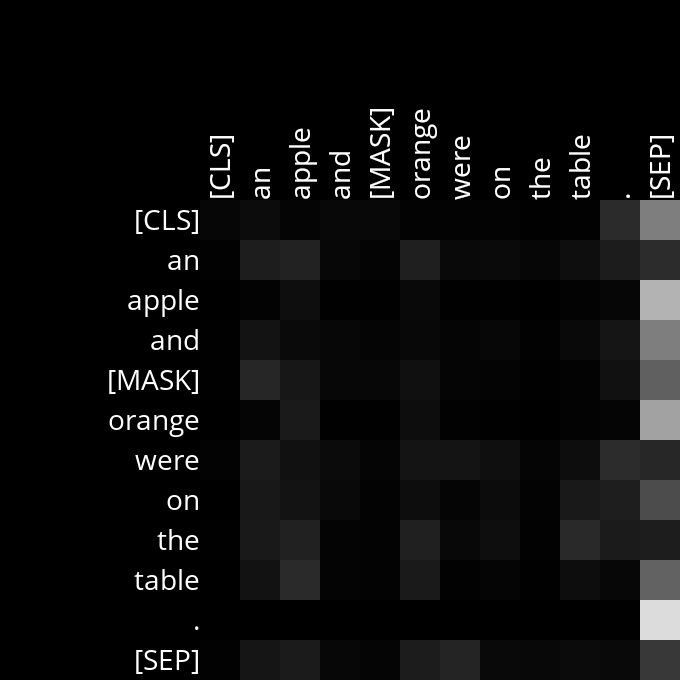 [CLS] an apple and [MASK] orange were on the table . [SEP]
[CLS]
an
apple
and
[MASK]
orange
were
on
the
table
.
[SEP]